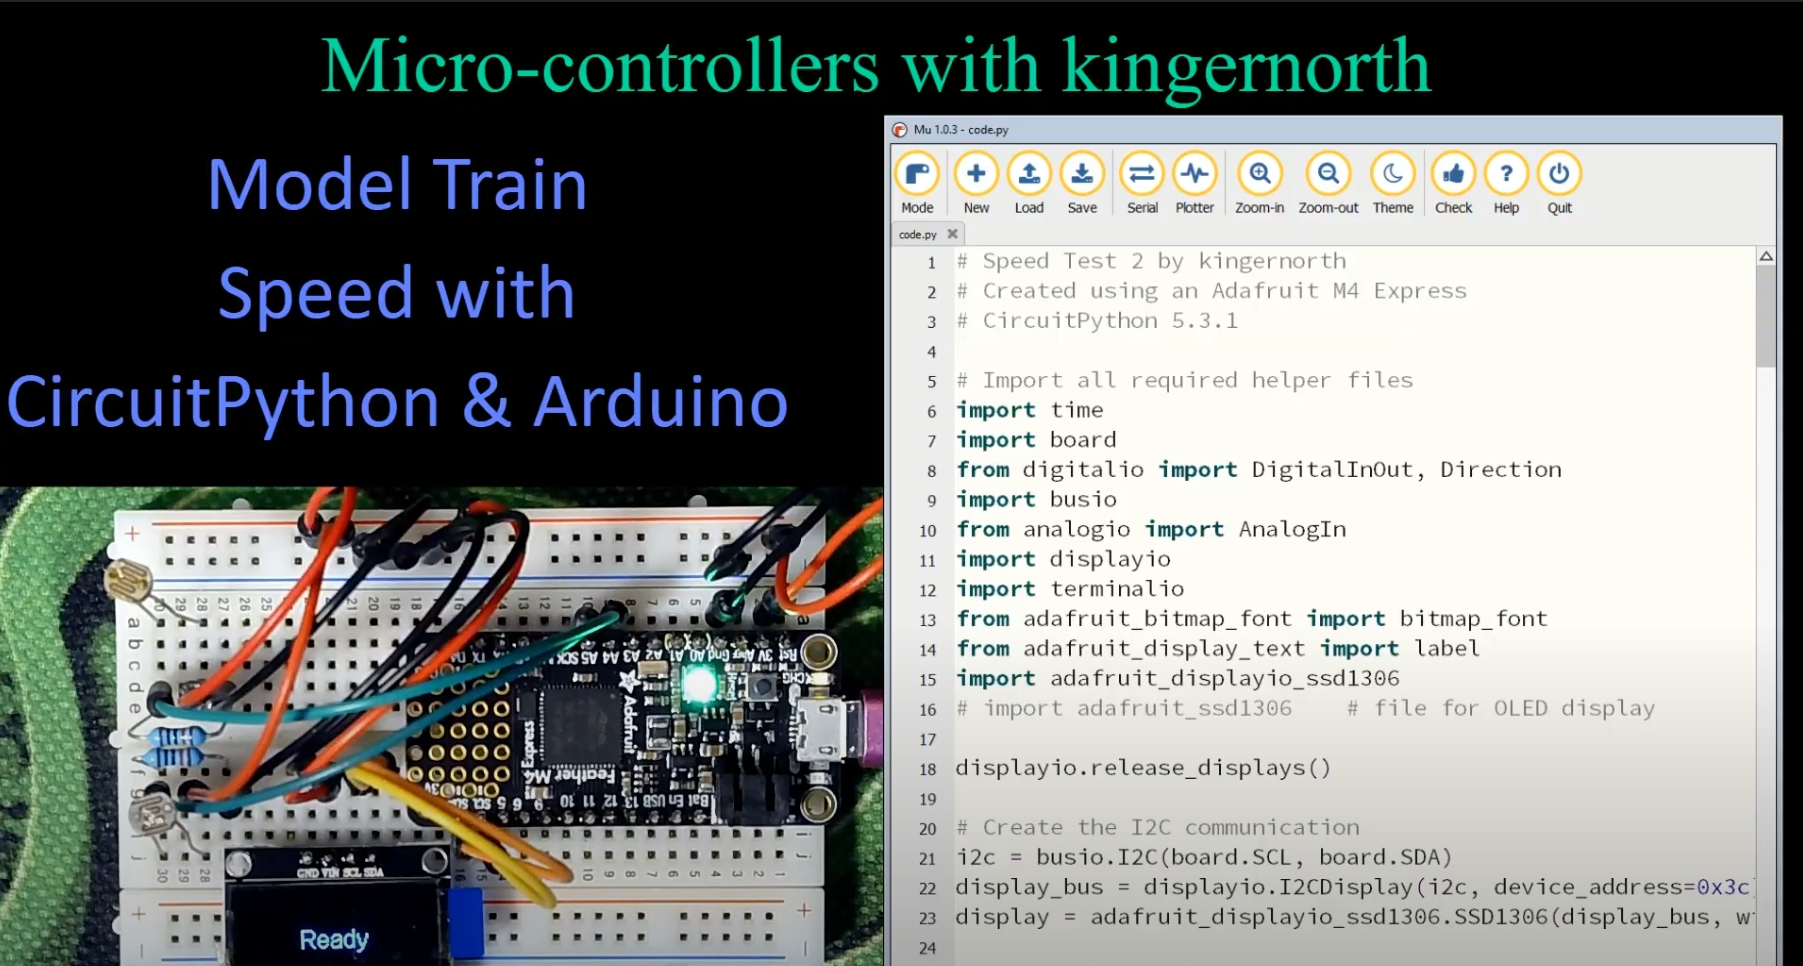 Micro-controllers with kingernorth
Model Train
Speed with
CircuitPython & Arduino
Mu 1.0.3 - code.py
Mode New Load Save Serial Plotter Zoom-in Zoom-out Theme Check Help Quit
code.py
1 # Speed Test 2 by kingernorth
2 # Created using an Adafruit M4 Express
3 # CircuitPython 5.3.1
4
5 # Import all required helper files
6 import time
7 import board
8 from digitalio import DigitalInOut, Direction
9 import busio
10 from analogio import AnalogIn
11 import displayio
12 import terminalio
13 from adafruit_bitmap_font import bitmap_font
14 from adafruit_display_text import label
15 import adafruit_displayio_ssd1306
16 # import adafruit_ssd1306    # file for OLED display
17
18 displayio.release_displays()
19
20 # Create the I2C communication
21 i2c = busio.I2C(board.SCL, board.SDA)
22 display_bus = displayio.I2CDisplay(i2c, device_address=0x3c
23 display = adafruit_displayio_ssd1306.SSD1306(display_bus, w
24
Adafruit
Feather
M4 Express
GND VIN SCL SDA
Ready